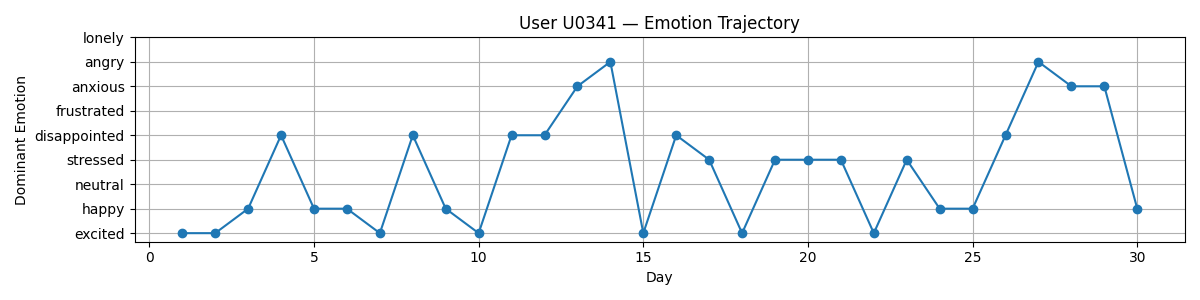 User U0341 — Emotion Trajectory
Dominant Emotion
lonely
angry
anxious
frustrated
disappointed
stressed
neutral
happy
excited
0 5 10 15 20 25 30
Day